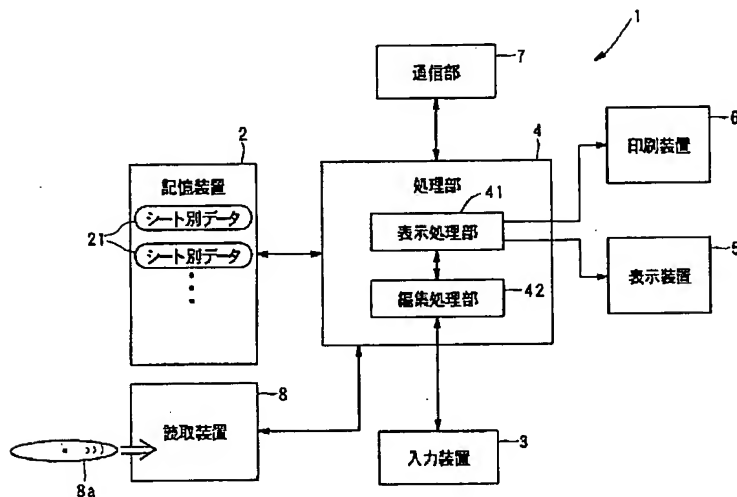 1
7
通信部
6
印刷装置
2
記憶装置
4
処理部
41
表示処理部
21
シート別データ
シート別データ
5
表示装置
42
編集処理部
8
読取装置
8a
3
入力装置